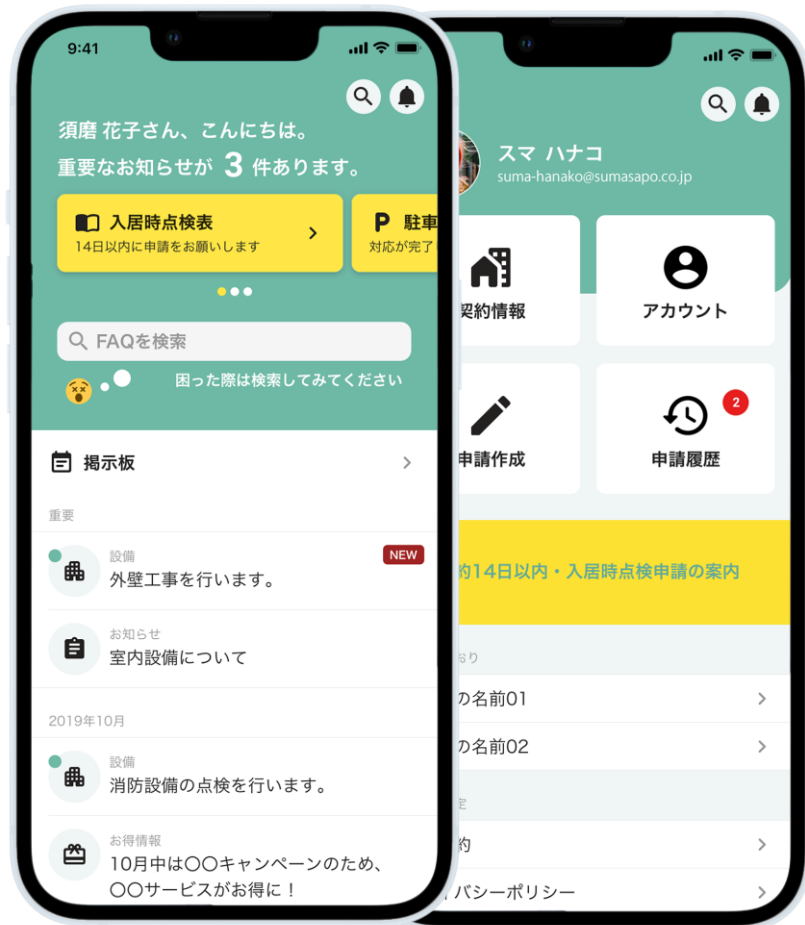 9:41
須磨 花子さん、こんにちは。
重要なお知らせが 3 件あります。
入居時点検表
14日以内に申請をお願いします
P 駐車
対応が完了
FAQを検索
困った際は検索してみてください
掲示板
重要
設備
NEW
外壁工事を行います。
お知らせ
室内設備について
2019年10月
設備
消防設備の点検を行います。
お得情報
10月中は〇〇キャンペーンのため、
〇〇サービスがお得に！
スマ ハナコ
suma-hanako@sumasapo.co.jp
契約情報
アカウント
申請作成
2
申請履歴
約14日以内・入居時点検申請の案内
おり
の名前01
の名前02
定
約
バシーポリシー